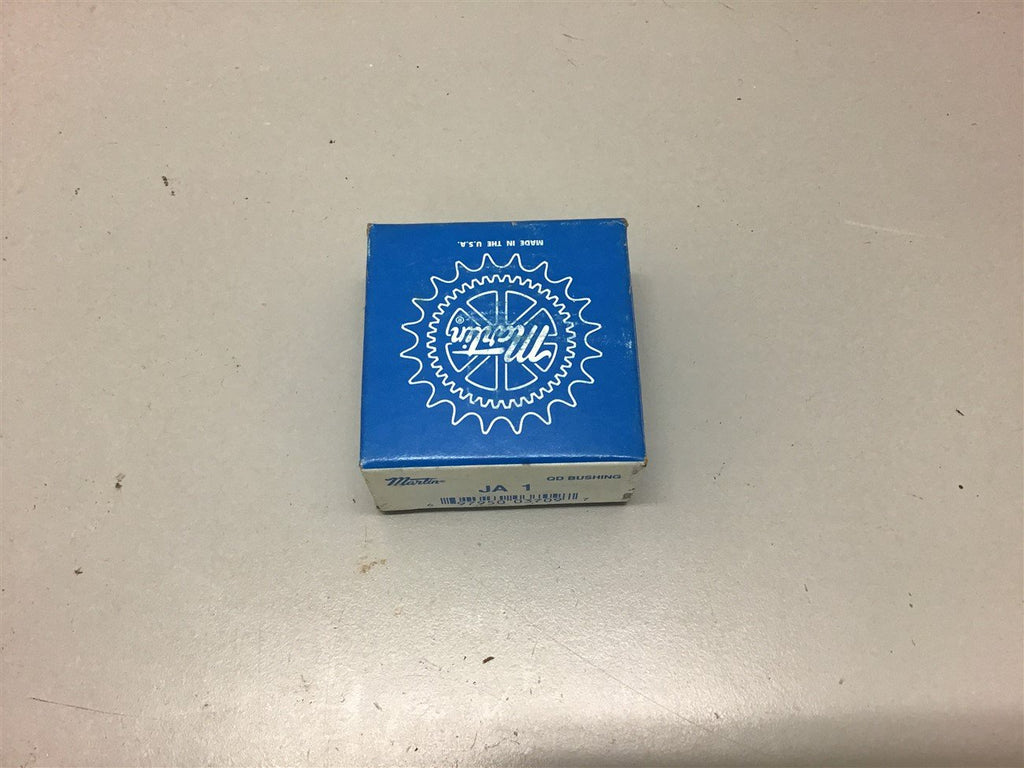 MADE IN THE U.S.A.
Martin®
Martin
QD BUSHING
JA 1